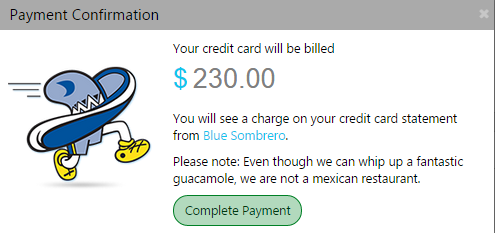 Payment Confirmation
Your credit card will be billed
$ 230.00
You will see a charge on your credit card statement
from Blue Sombrero.
Please note: Even though we can whip up a fantastic
guacamole, we are not a mexican restaurant.
Complete Payment